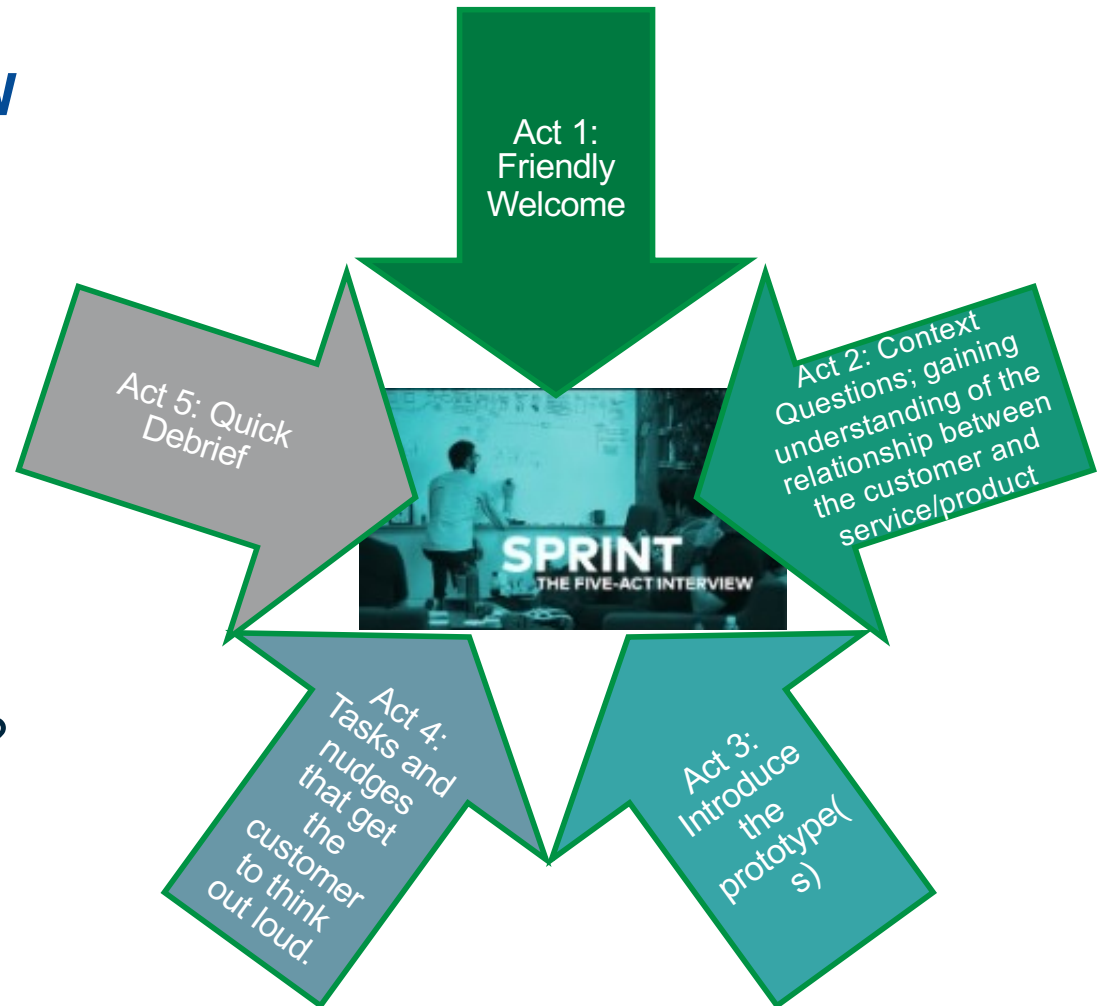 Act 1:
Friendly
Welcome
Act 2: Context
Questions; gaining
understanding of the
relationship between
the customer and
service/product
Act 3:
Introduce
the
prototype(
s)
Act 4:
Tasks and
nudges
that get
the
customer
to think
out loud.
Act 5: Quick
Debrief
SPRINT
THE FIVE-ACT INTERVIEW